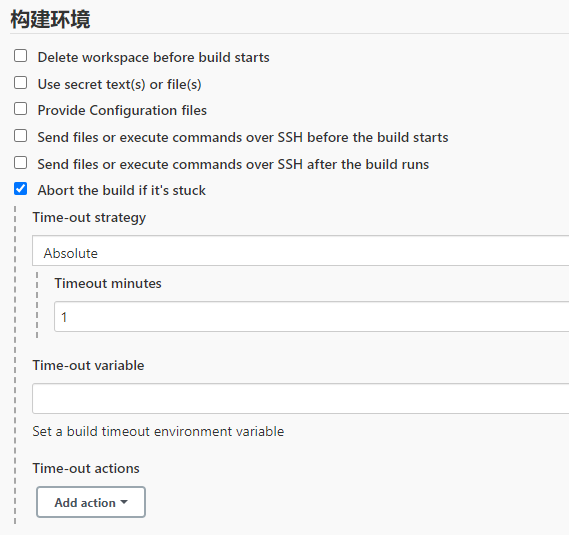 构建环境
Delete workspace before build starts
Use secret text(s) or file(s)
Provide Configuration files
Send files or execute commands over SSH before the build starts
Send files or execute commands over SSH after the build runs
Abort the build if it's stuck
Time-out strategy
Absolute
Timeout minutes
1
Time-out variable
Set a build timeout environment variable
Time-out actions
Add action